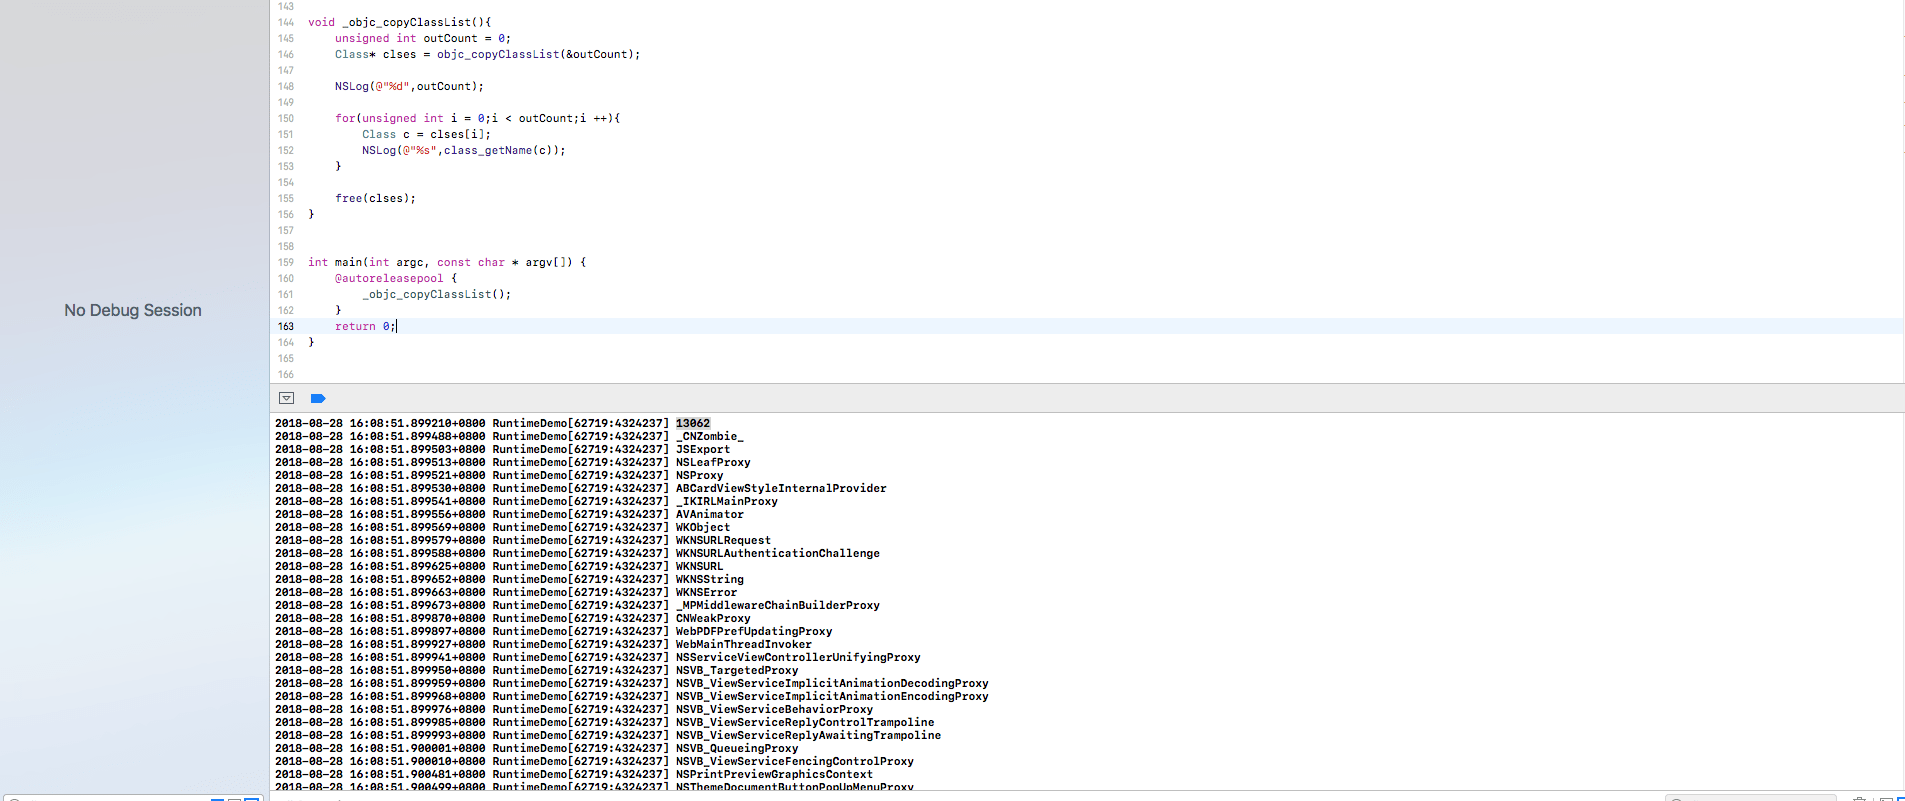 143
144 void _objc_copyClassList(){
145 unsigned int outCount = 0;
146 Class* clses = objc_copyClassList(&outCount);
147
148 NSLog(@"%d",outCount);
149
150 for(unsigned int i = 0;i < outCount;i ++){
151 Class c = clses[i];
152 NSLog(@"%s",class_getName(c));
153 }
154
155 free(clses);
156 }
157
158
159 int main(int argc, const char * argv[]) {
160 @autoreleasepool {
161 _objc_copyClassList();
162 }
No Debug Session
163 return 0;
164 }
165
166
2018-08-28 16:08:51.899210+0800 RuntimeDemo[62719:4324237] 13062
2018-08-28 16:08:51.899488+0800 RuntimeDemo[62719:4324237] _CNZombie_
2018-08-28 16:08:51.899503+0800 RuntimeDemo[62719:4324237] JSExport
2018-08-28 16:08:51.899513+0800 RuntimeDemo[62719:4324237] NSLeafProxy
2018-08-28 16:08:51.899521+0800 RuntimeDemo[62719:4324237] NSProxy
2018-08-28 16:08:51.899530+0800 RuntimeDemo[62719:4324237] ABCardViewStyleInternalProvider
2018-08-28 16:08:51.899541+0800 RuntimeDemo[62719:4324237] _IKIRLMainProxy
2018-08-28 16:08:51.899556+0800 RuntimeDemo[62719:4324237] AVAnimator
2018-08-28 16:08:51.899569+0800 RuntimeDemo[62719:4324237] WKObject
2018-08-28 16:08:51.899579+0800 RuntimeDemo[62719:4324237] WKNSURLRequest
2018-08-28 16:08:51.899588+0800 RuntimeDemo[62719:4324237] WKNSURLAuthenticationChallenge
2018-08-28 16:08:51.899625+0800 RuntimeDemo[62719:4324237] WKNSURL
2018-08-28 16:08:51.899652+0800 RuntimeDemo[62719:4324237] WKNSString
2018-08-28 16:08:51.899663+0800 RuntimeDemo[62719:4324237] WKNSError
2018-08-28 16:08:51.899673+0800 RuntimeDemo[62719:4324237] _MPMiddlewareChainBuilderProxy
2018-08-28 16:08:51.899870+0800 RuntimeDemo[62719:4324237] CNWeakProxy
2018-08-28 16:08:51.899897+0800 RuntimeDemo[62719:4324237] WebPDFPrefUpdatingProxy
2018-08-28 16:08:51.899927+0800 RuntimeDemo[62719:4324237] WebMainThreadInvoker
2018-08-28 16:08:51.899941+0800 RuntimeDemo[62719:4324237] NSServiceViewControllerUnifyingProxy
2018-08-28 16:08:51.899950+0800 RuntimeDemo[62719:4324237] NSVB_TargetedProxy
2018-08-28 16:08:51.899959+0800 RuntimeDemo[62719:4324237] NSVB_ViewServiceImplicitAnimationDecodingProxy
2018-08-28 16:08:51.899968+0800 RuntimeDemo[62719:4324237] NSVB_ViewServiceImplicitAnimationEncodingProxy
2018-08-28 16:08:51.899976+0800 RuntimeDemo[62719:4324237] NSVB_ViewServiceBehaviorProxy
2018-08-28 16:08:51.899985+0800 RuntimeDemo[62719:4324237] NSVB_ViewServiceReplyControlTrampoline
2018-08-28 16:08:51.899993+0800 RuntimeDemo[62719:4324237] NSVB_ViewServiceReplyAwaitingTrampoline
2018-08-28 16:08:51.900001+0800 RuntimeDemo[62719:4324237] NSVB_QueueingProxy
2018-08-28 16:08:51.900010+0800 RuntimeDemo[62719:4324237] NSVB_ViewServiceFencingControlProxy
2018-08-28 16:08:51.900481+0800 RuntimeDemo[62719:4324237] NSPrintPreviewGraphicsContext
2018-08-28 16:08:51.900499+0800 RuntimeDemo[62719:4324237] NSThemeDocumentButtonPopUpMenuProxy